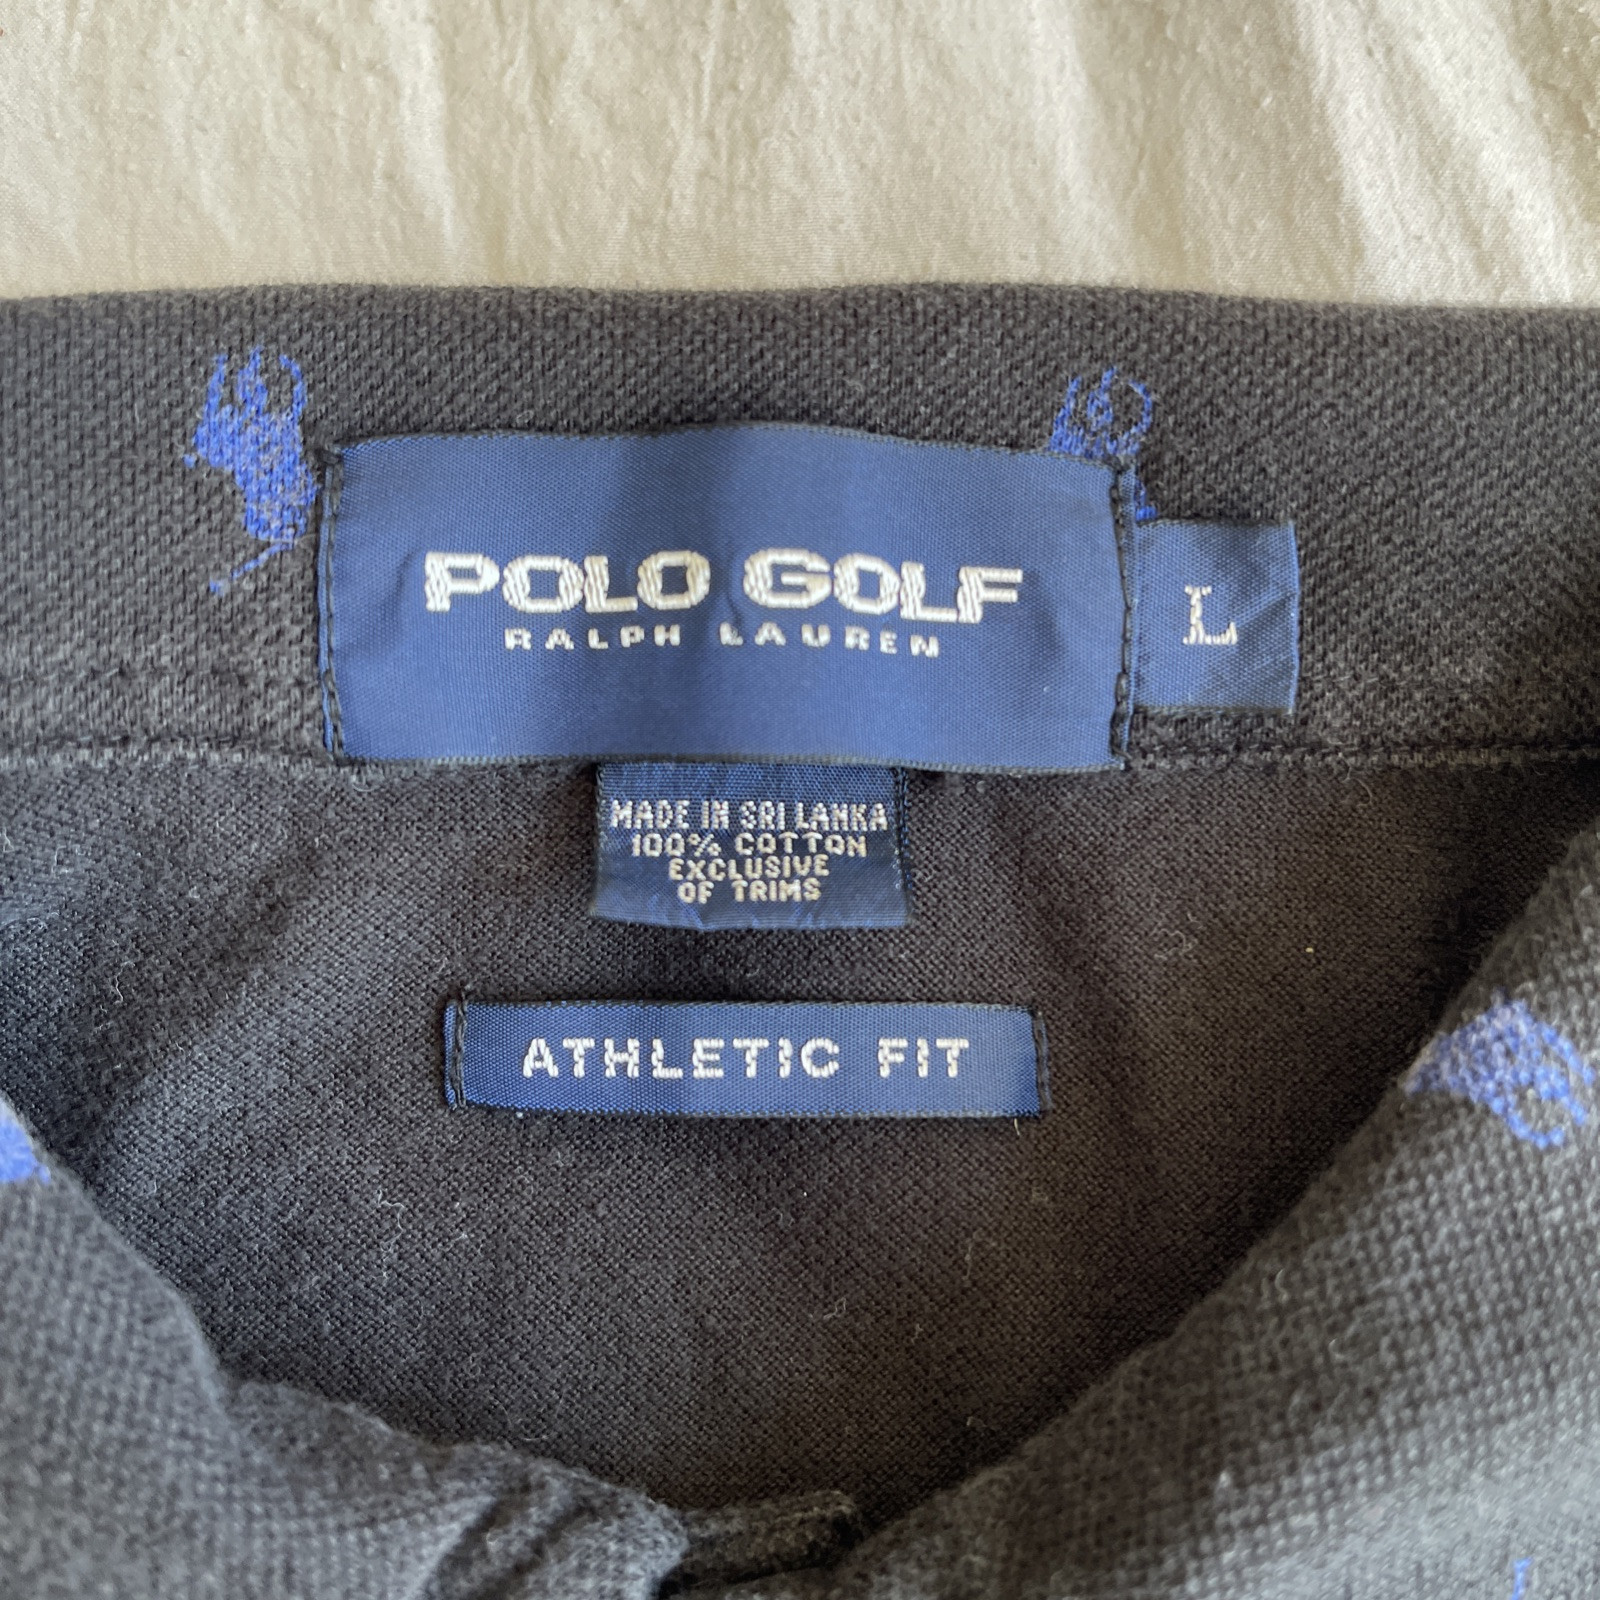 POLO GOLF
RALPH LAUREN
L
MADE IN SRI LANKA
100% COTTON
EXCLUSIVE
OF TRIMS
ATHLETIC FIT